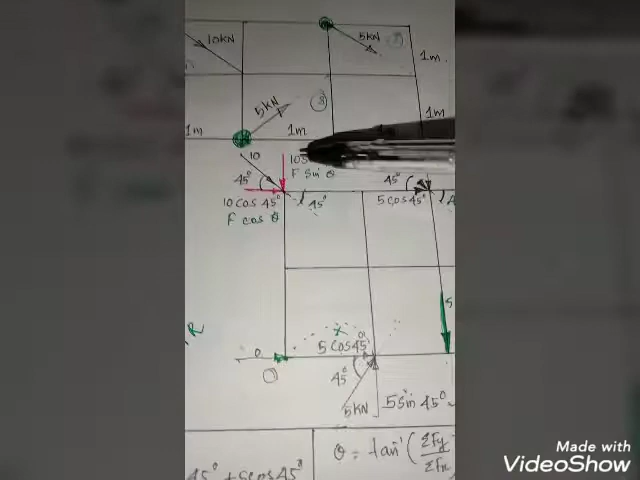 10KN
5KN
1m
5KN
1m
1m
1m
10
45°
F sin θ
10 cos 45°
F cos θ
45°
45°
5 cos 45°
5 cos 45°
45°
5KN
5 sin 45°
θ = tan⁻¹ (ΣFy
ΣFx
45° + 5 cos 45°
Made with
VideoShow